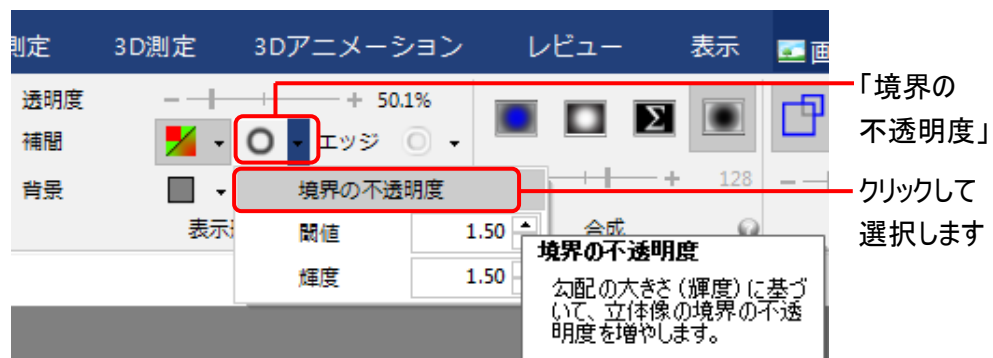 則定 3D測定 3Dアニメーション レビュー 表示 画
透明度 50.1%
補間 エッジ
背景 128
境界の不透明度
表示
閾値 1.50 合成
輝度 1.50
境界の不透明度
勾配の大きさ(輝度)に基づ
いて、立体像の境界の不透
明度を増やします。
「境界の
不透明度」
クリックして
選択します